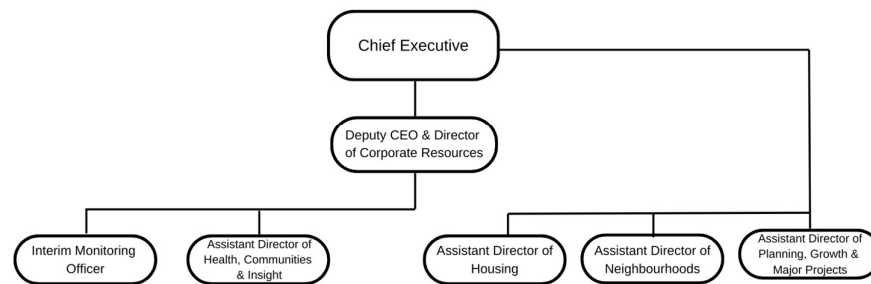 Chief Executive
Deputy CEO & Director
of Corporate Resources
Interim Monitoring
Officer
Assistant Director of
Health, Communities
& Insight
Assistant Director of
Housing
Assistant Director of
Neighbourhoods
Assistant Director of
Planning, Growth &
Major Projects